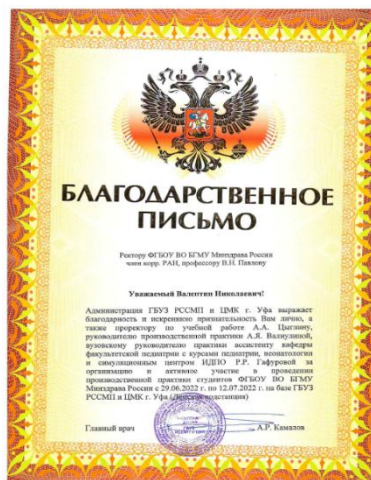 БЛАГОДАРСТВЕННОЕ
ПИСЬМО
Ректору ФГБОУ ВО БГМУ Минздрава России
член корр. РАН, профессору В.Н. Павлову
Уважаемый Валентин Николаевич!
Администрация ГБУЗ РССМП и ЦМК г. Уфа выражает
благодарность и искреннюю признательность Вам лично, а
также проректору по учебной работе А.А. Цыглину,
руководителю производственной практики А.Я. Валиулиной,
вузовскому руководителю практики ассистенту кафедры
факультетской педиатрии с курсами педиатрии, неонатологии
и симуляционным центром ИДПО Р.Р. Гафуровой за
организацию и активное участие в проведении
производственной практики студентов ФГБОУ ВО БГМУ
Минздрава России с 29.06.2022 г. по 12.07.2022 г. на базе ГБУЗ
РССМП и ЦМК г. Уфа
Главный врач А.Р. Камалов